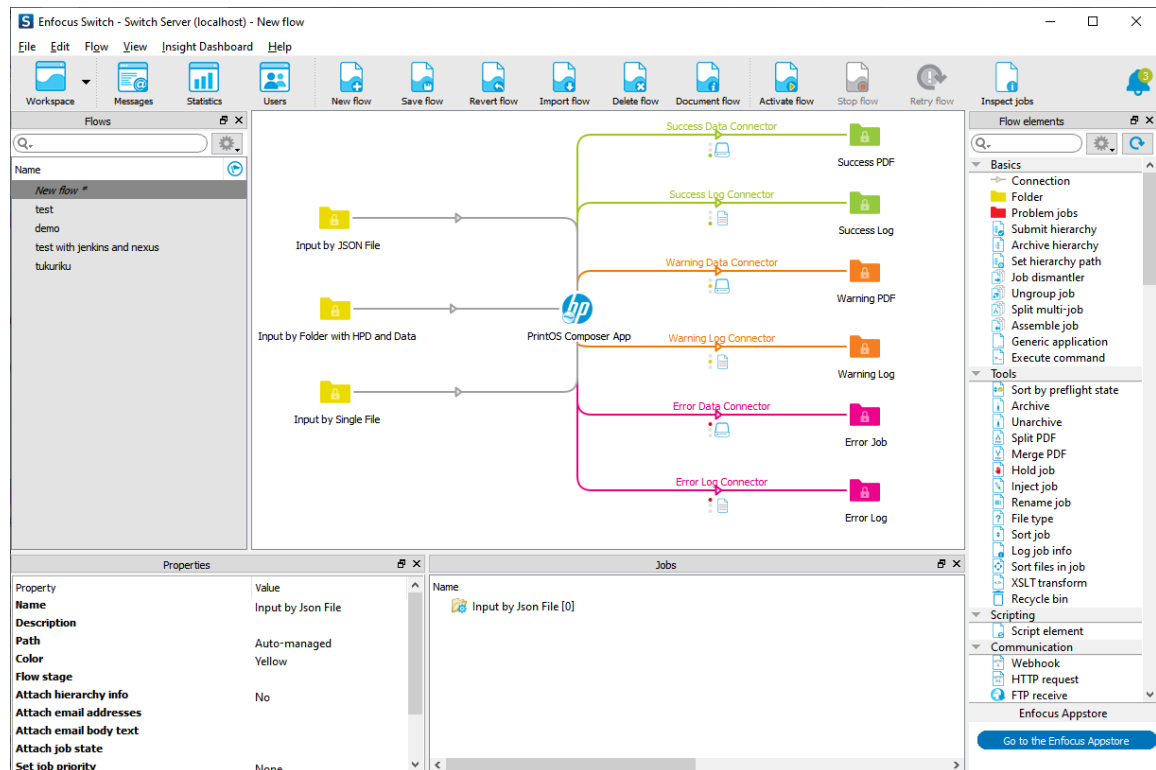 Enfocus Switch - Switch Server (localhost) - New flow
File Edit Flow View Insight Dashboard Help
Workspace Messages Statistics Users New flow Save flow Revert flow Import flow Delete flow Document flow Activate flow Stop flow Retry flow Inspect jobs 3
Flows
Name
New flow *
test
demo
test with jenkins and nexus
tukuriku
Input by JSON File
Input by Folder with HPD and Data
Input by Single File
hp
PrintOS Composer App
Success Data Connector
Success PDF
Success Log Connector
Success Log
Warning Data Connector
Warning PDF
Warning Log Connector
Warning Log
Error Data Connector
Error Job
Error Log Connector
Error Log
Flow elements
Basics
Connection
Folder
Problem jobs
Submit hierarchy
Archive hierarchy
Set hierarchy path
Job dismantler
Ungroup job
Split multi-job
Assemble job
Generic application
Execute command
Tools
Sort by preflight state
Archive
Unarchive
Split PDF
Merge PDF
Hold job
Inject job
Rename job
File type
Sort job
Log job info
Sort files in job
XSLT transform
Recycle bin
Scripting
Script element
Communication
Webhook
HTTP request
FTP receive
Enfocus Appstore
Go to the Enfocus Appstore
Properties
Property Value
Name Input by Json File
Description
Path Auto-managed
Color Yellow
Flow stage
Attach hierarchy info No
Attach email addresses
Attach email body text
Attach job state
Set job priority None
Jobs
Name
Input by Json File [0]